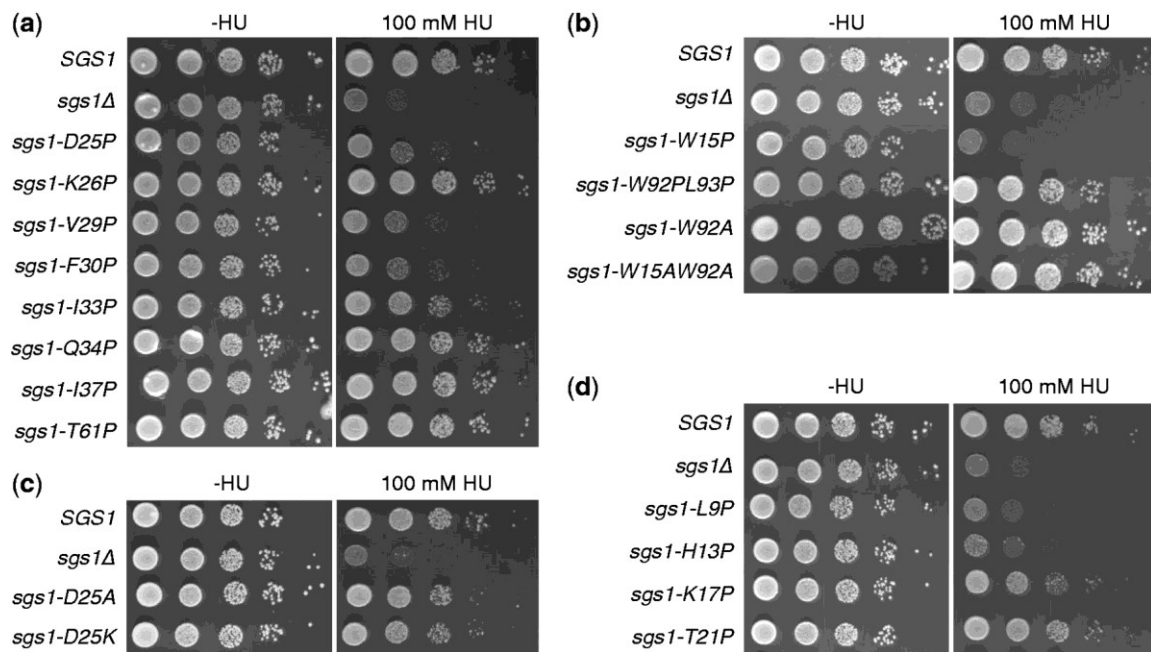 (a)
-HU 100 mM HU
SGS1
sgs1Δ
sgs1-D25P
sgs1-K26P
sgs1-V29P
sgs1-F30P
sgs1-I33P
sgs1-Q34P
sgs1-I37P
sgs1-T61P
(b)
-HU 100 mM HU
SGS1
sgs1Δ
sgs1-W15P
sgs1-W92PL93P
sgs1-W92A
sgs1-W15AW92A
(c)
-HU 100 mM HU
SGS1
sgs1Δ
sgs1-D25A
sgs1-D25K
(d)
-HU 100 mM HU
SGS1
sgs1Δ
sgs1-L9P
sgs1-H13P
sgs1-K17P
sgs1-T21P